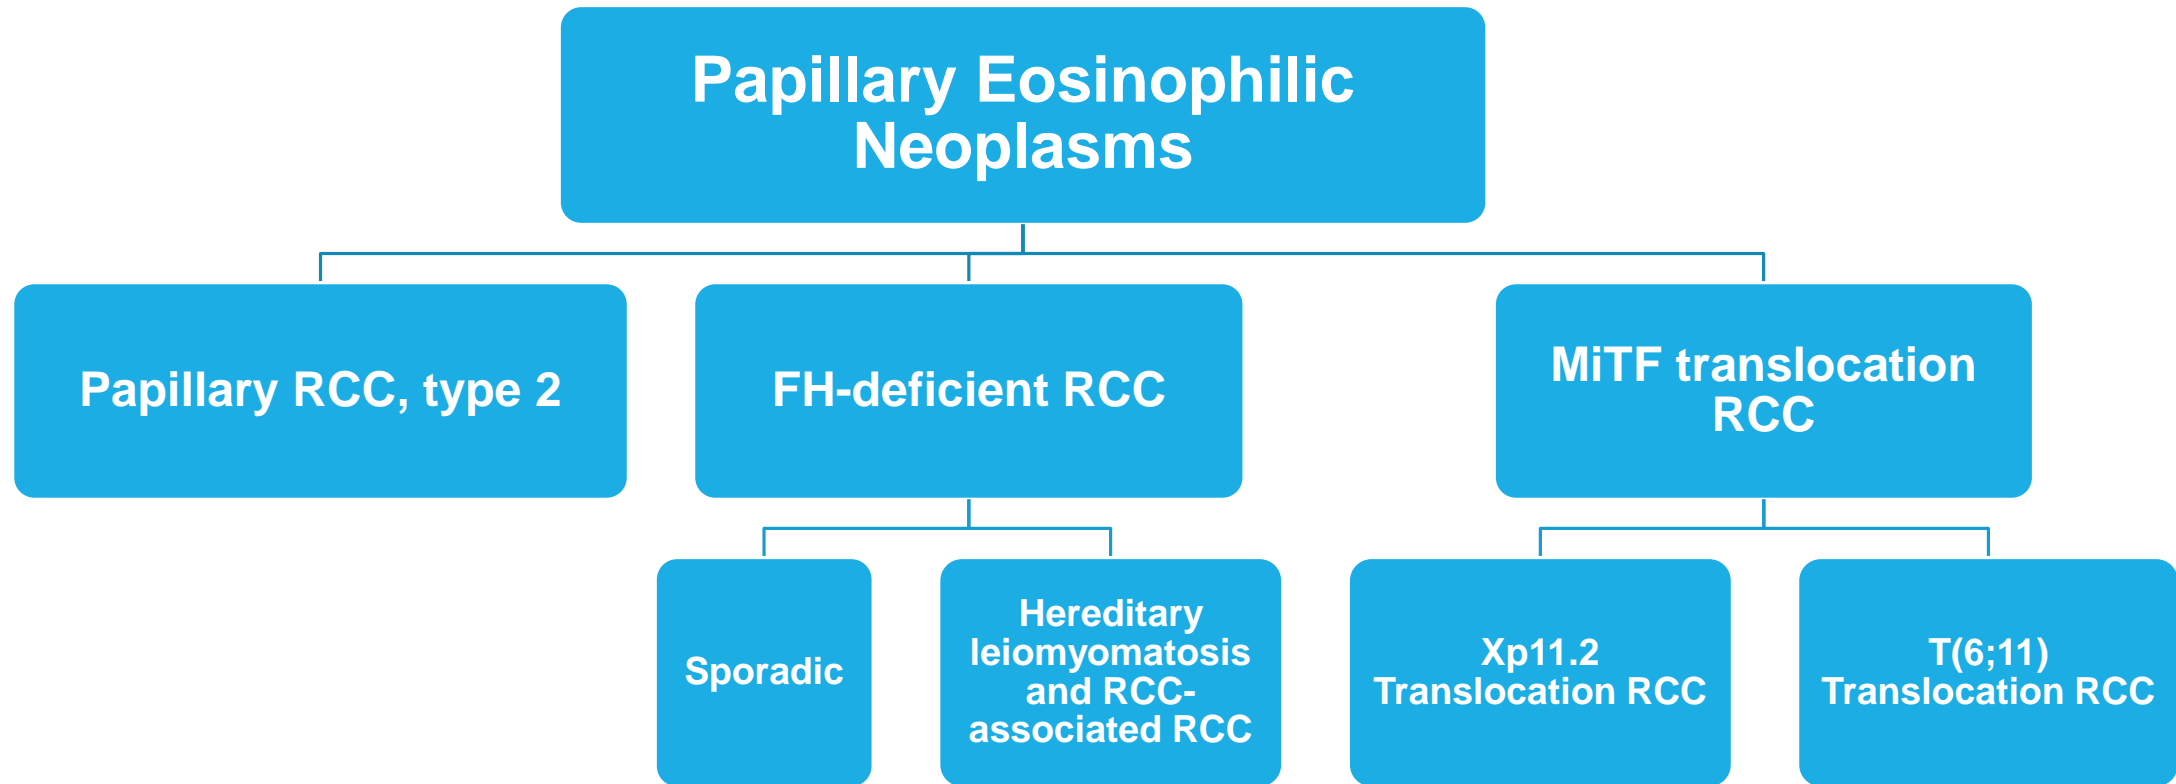 Papillary Eosinophilic
Neoplasms
Papillary RCC, type 2
FH-deficient RCC
MiTF translocation
RCC
Sporadic
Hereditary
leiomyomatosis
and RCC-
associated RCC
Xp11.2
Translocation RCC
T(6;11)
Translocation RCC